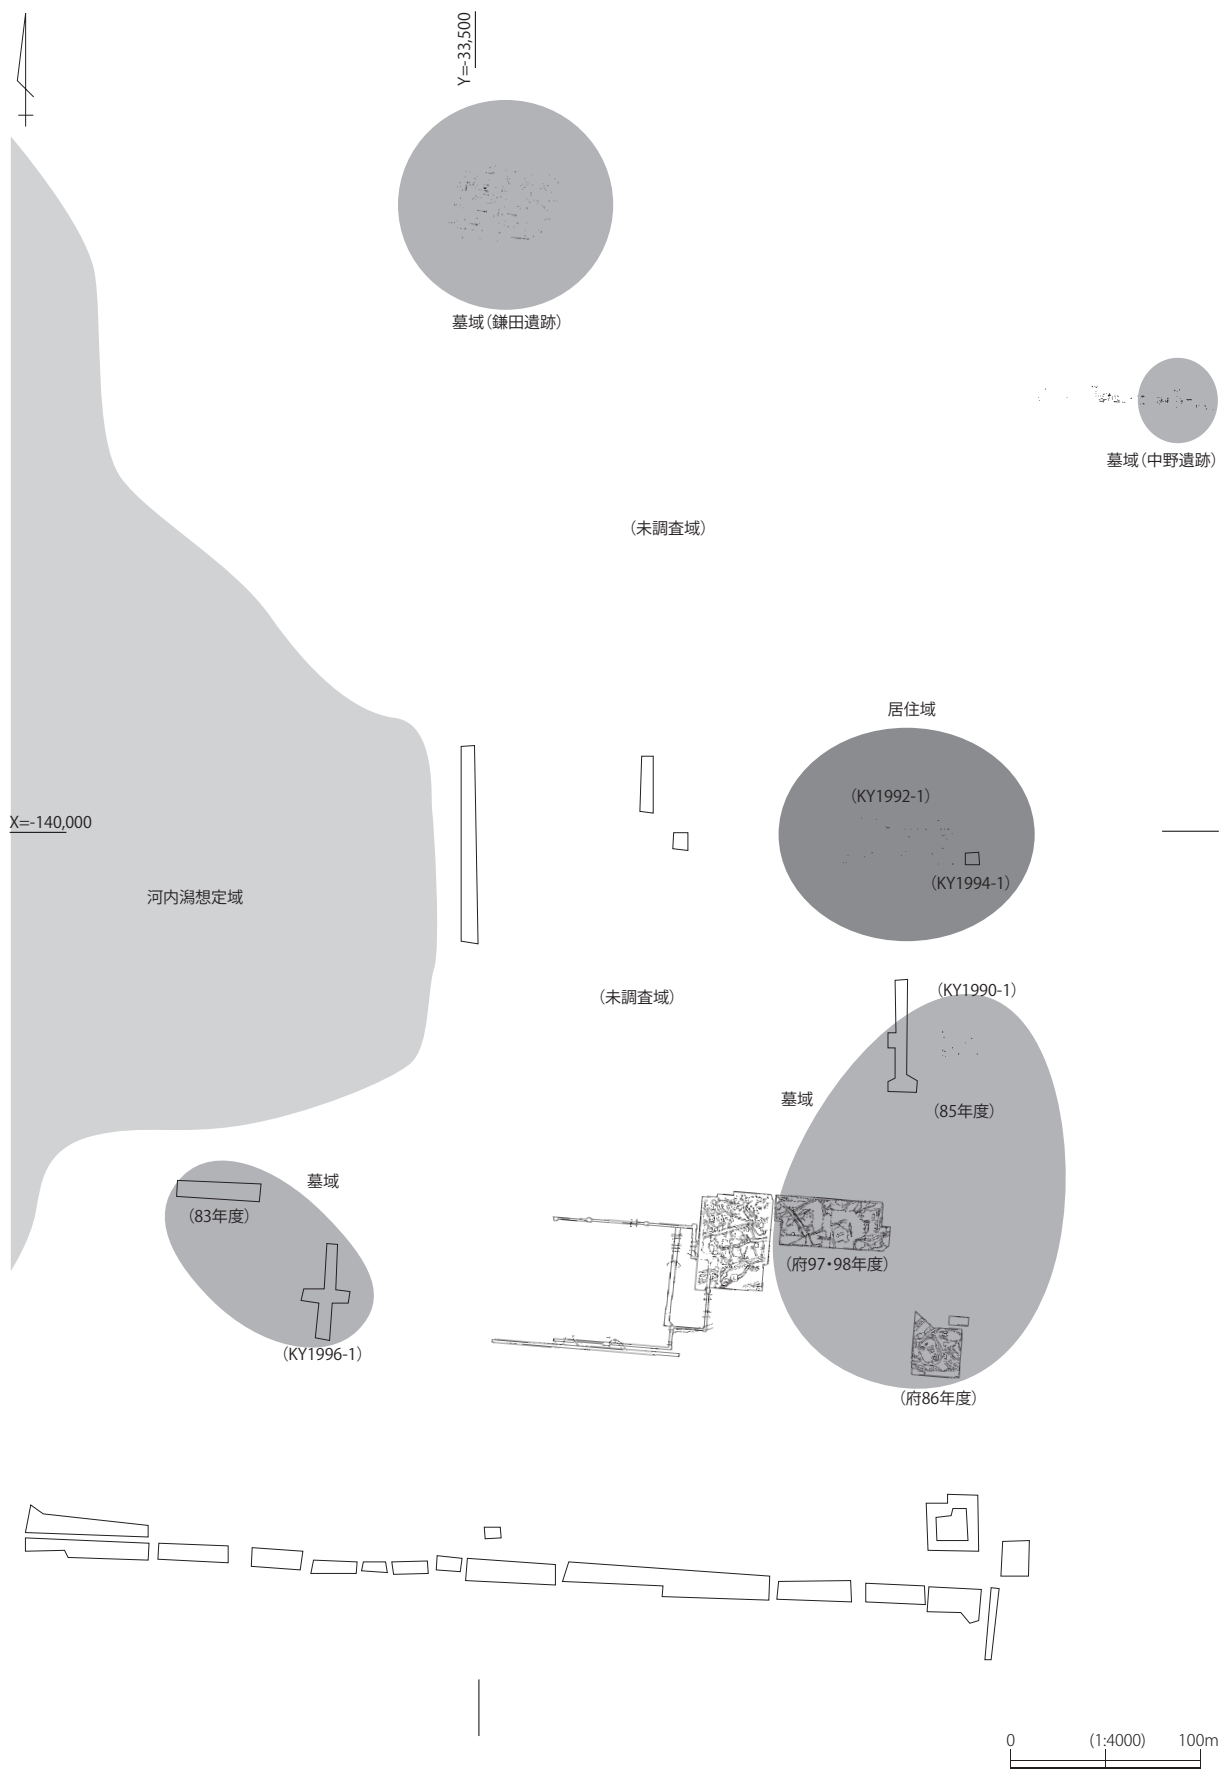 Y=-33,500
墓域（鎌田遺跡）
墓域（中野遺跡）
（未調査域）
居住域
（KY1992-1）
X=-140,000
（KY1994-1）
河内潟想定域
（未調査域）
（KY1990-1）
墓域
（85年度）
墓域
（83年度）
（府97・98年度）
（KY1996-1）
（府86年度）
0 (1:4000) 100m